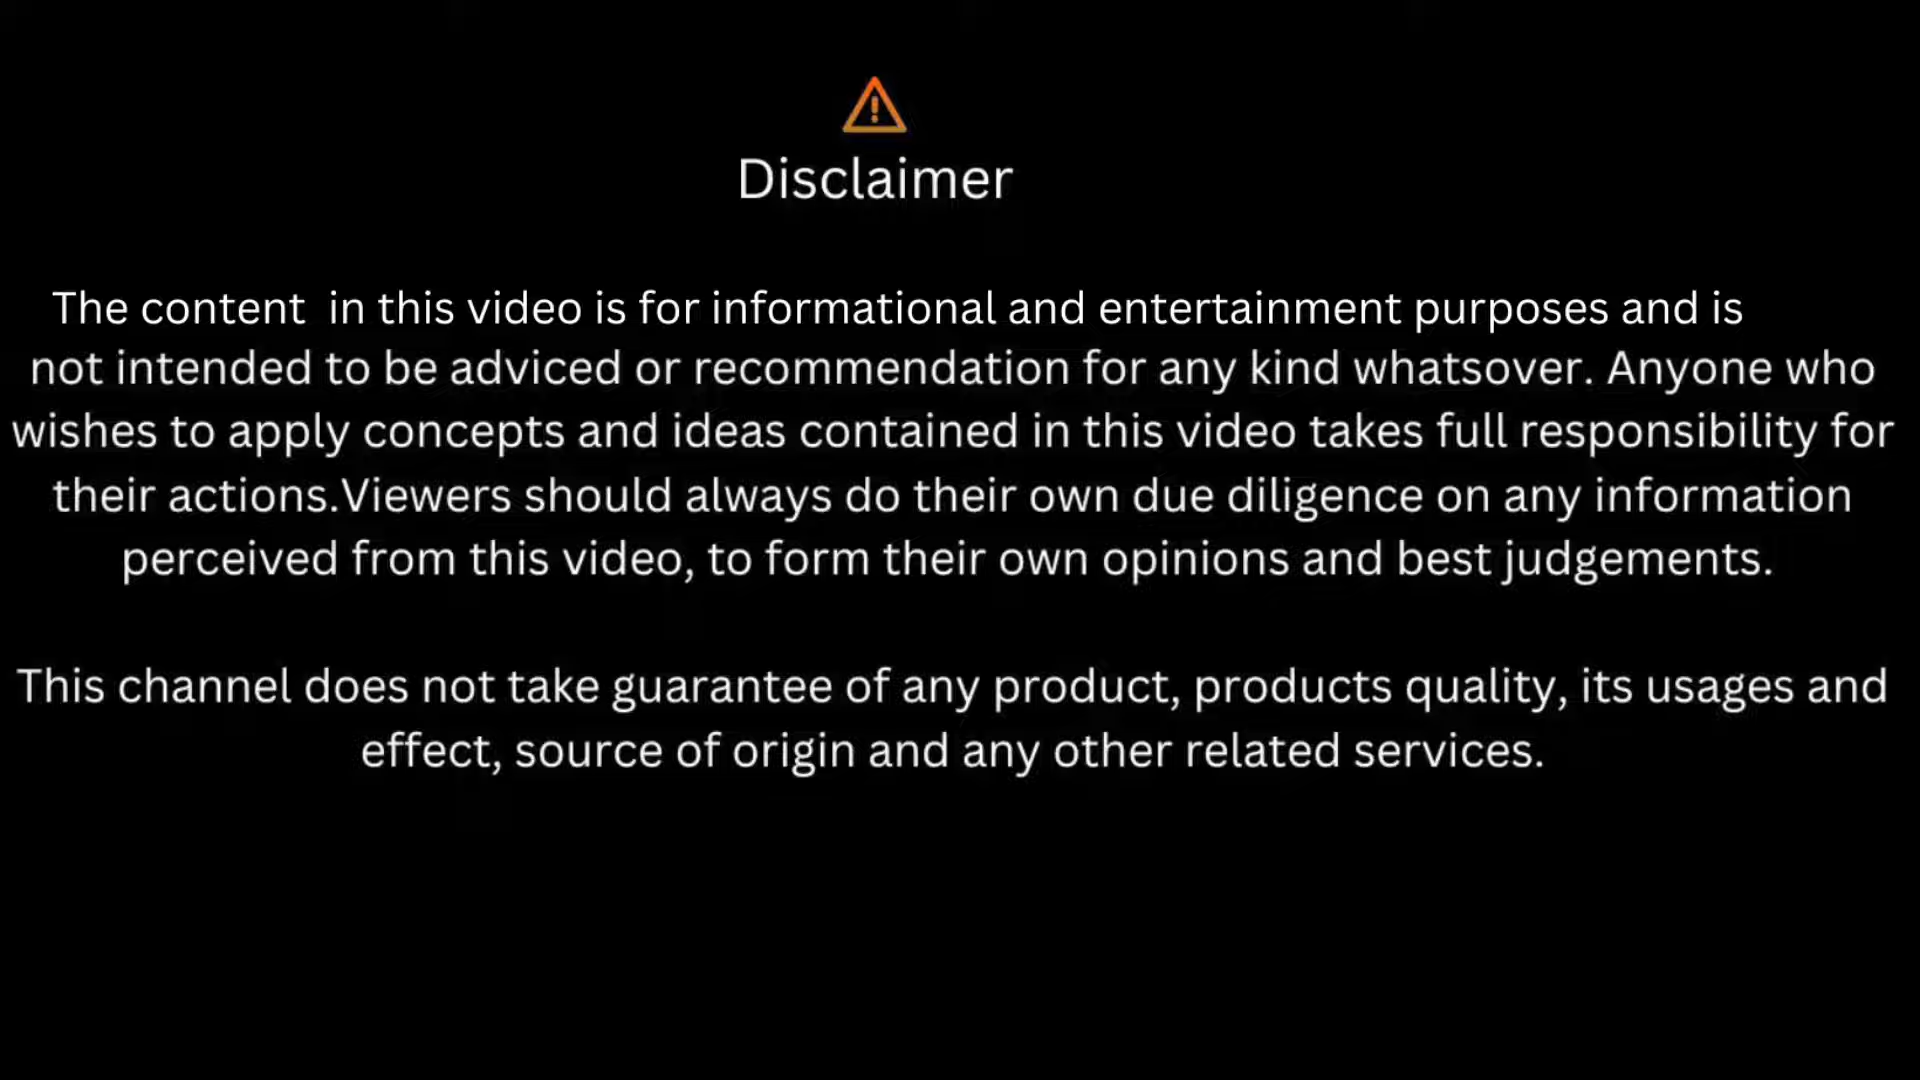 Disclaimer
The content in this video is for informational and entertainment purposes and is
not intended to be adviced or recommendation for any kind whatsover. Anyone who
wishes to apply concepts and ideas contained in this video takes full responsibility for
their actions.Viewers should always do their own due diligence on any information
perceived from this video, to form their own opinions and best judgements.
This channel does not take guarantee of any product, products quality, its usages and
effect, source of origin and any other related services.